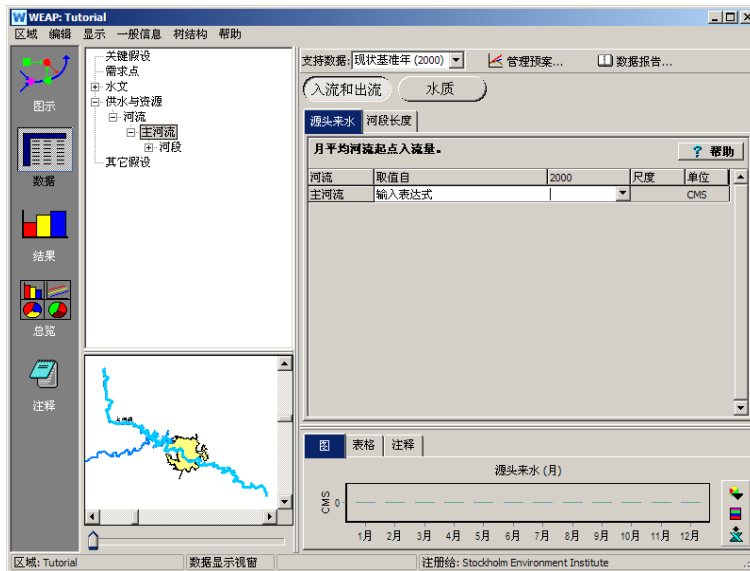 WEAP: Tutorial
区域 编辑 显示 一般信息 树结构 帮助
图示
数据
结果
总览
注释
关键假设
需求点
水文
供水与资源
河流
主河流
河段
其它假设
支持数据: 现状基准年 (2000) 管理预案... 数据报告...
入流和出流 水质
源头来水 河段长度
月平均河流起点入流量。 ? 帮助
河流 取值自 2000 尺度 单位
主河流 输入表达式 CMS
图 表格 注释
源头来水 (月)
CMS
0
1月 2月 3月 4月 5月 6月 7月 8月 9月 10月 11月 12月
区域: Tutorial 数据显示视窗 注册给: Stockholm Environment Institute